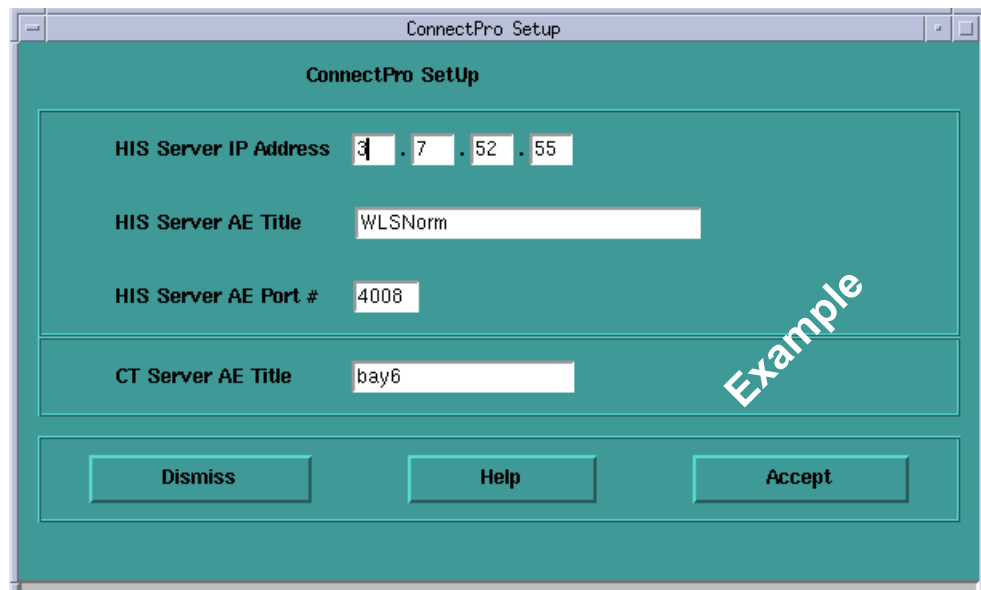 ConnectPro Setup
ConnectPro SetUp
HIS Server IP Address 3 . 7 . 52 . 55
HIS Server AE Title WLSNorm
HIS Server AE Port # 4008
Example
CT Server AE Title bay6
Dismiss Help Accept